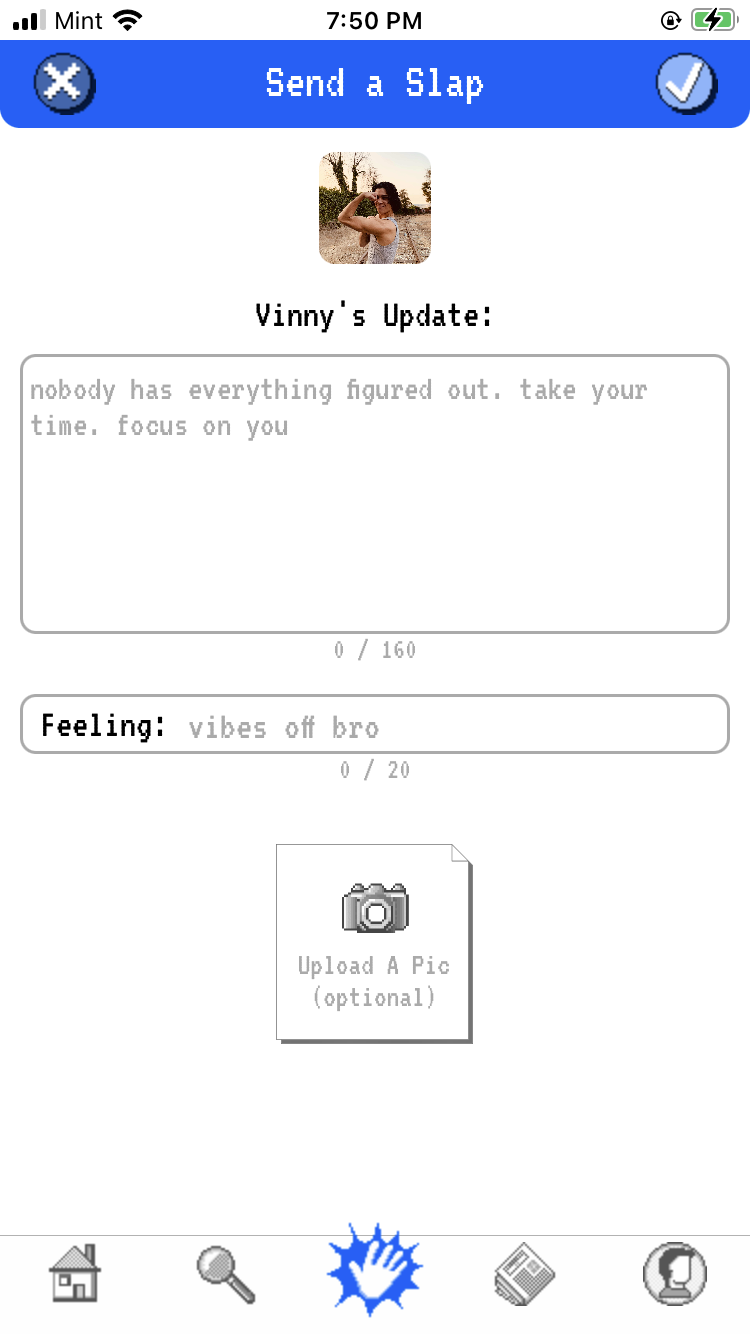 Mint 7:50 PM
Send a Slap
Vinny's Update:
nobody has everything figured out. take your
time. focus on you
0 / 160
Feeling: vibes off bro
0 / 20
Upload A Pic
(optional)